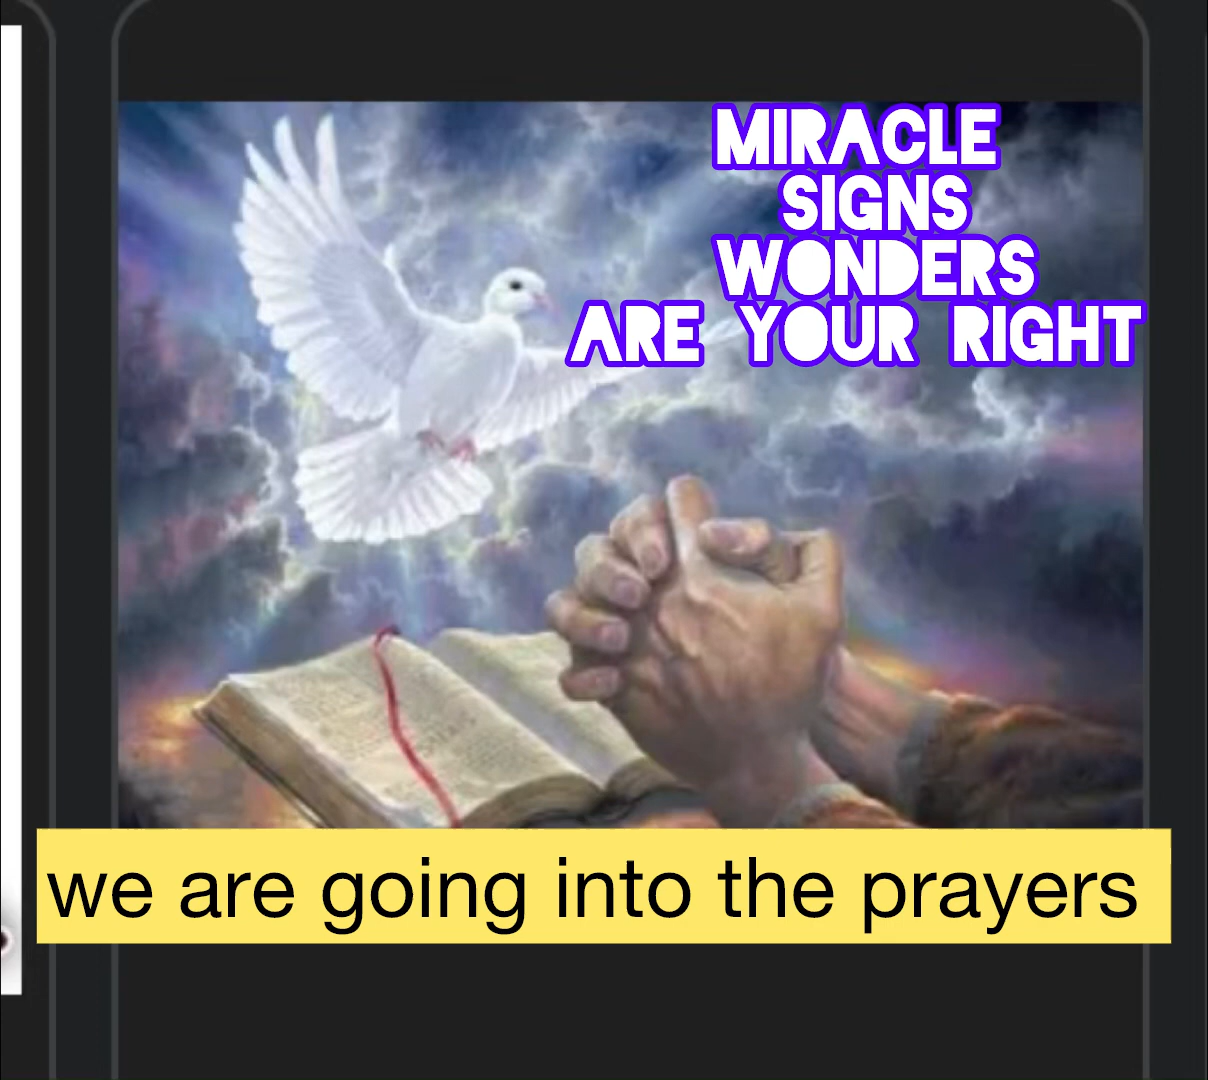 MIRACLE
SIGNS
WONDERS
ARE YOUR RIGHT
we are going into the prayers